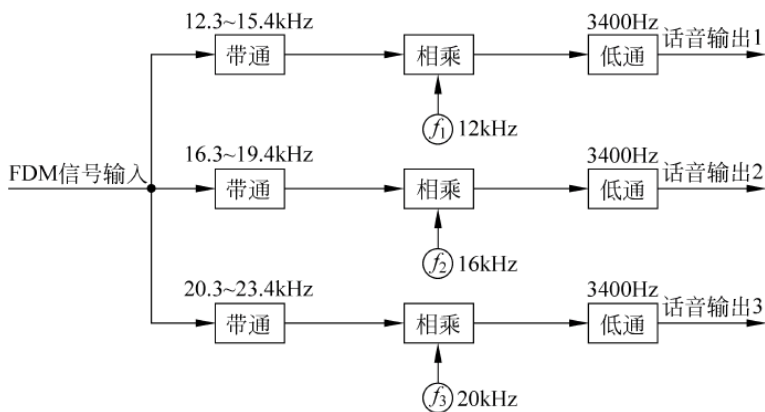 12.3~15.4kHz
3400Hz
带通
相乘
低通
话音输出1
f1 12kHz
FDM信号输入
16.3~19.4kHz
3400Hz
带通
相乘
低通
话音输出2
f2 16kHz
20.3~23.4kHz
3400Hz
带通
相乘
低通
话音输出3
f3 20kHz